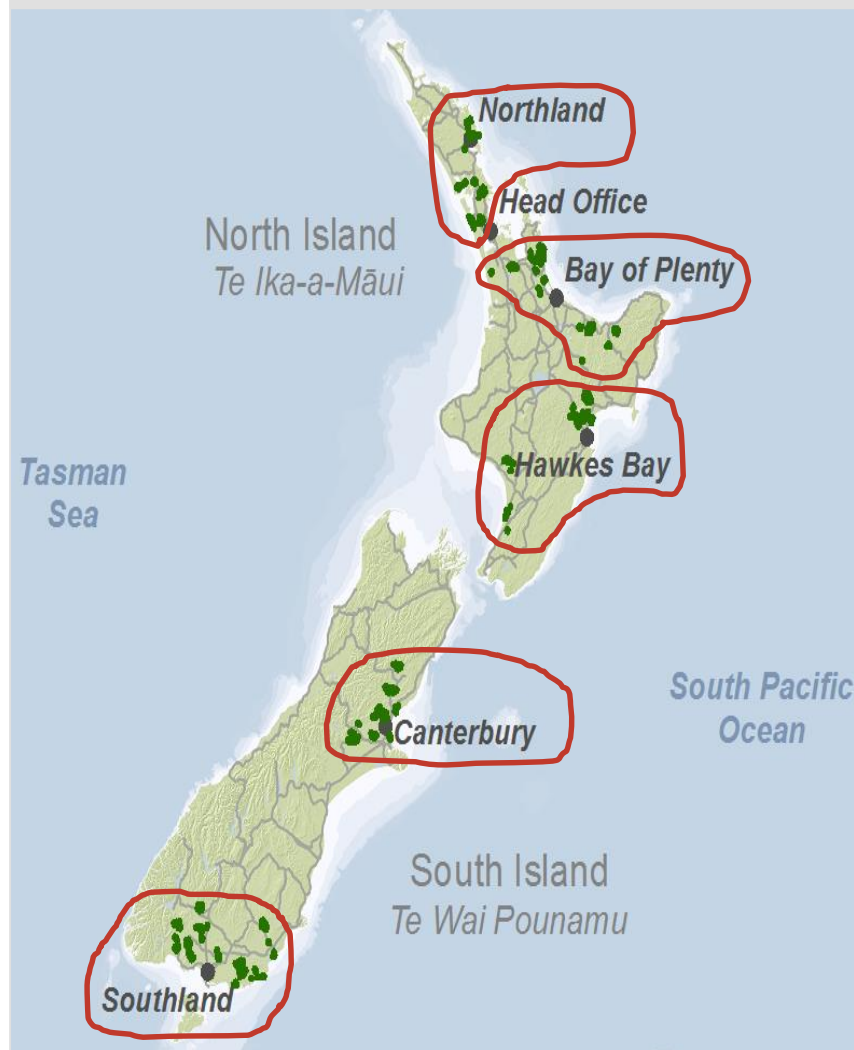 Northland
Head Office
North Island
Te Ika-a-Māui
Bay of Plenty
Hawkes Bay
Tasman
Sea
South Pacific
Ocean
Canterbury
South Island
Te Wai Pounamu
Southland